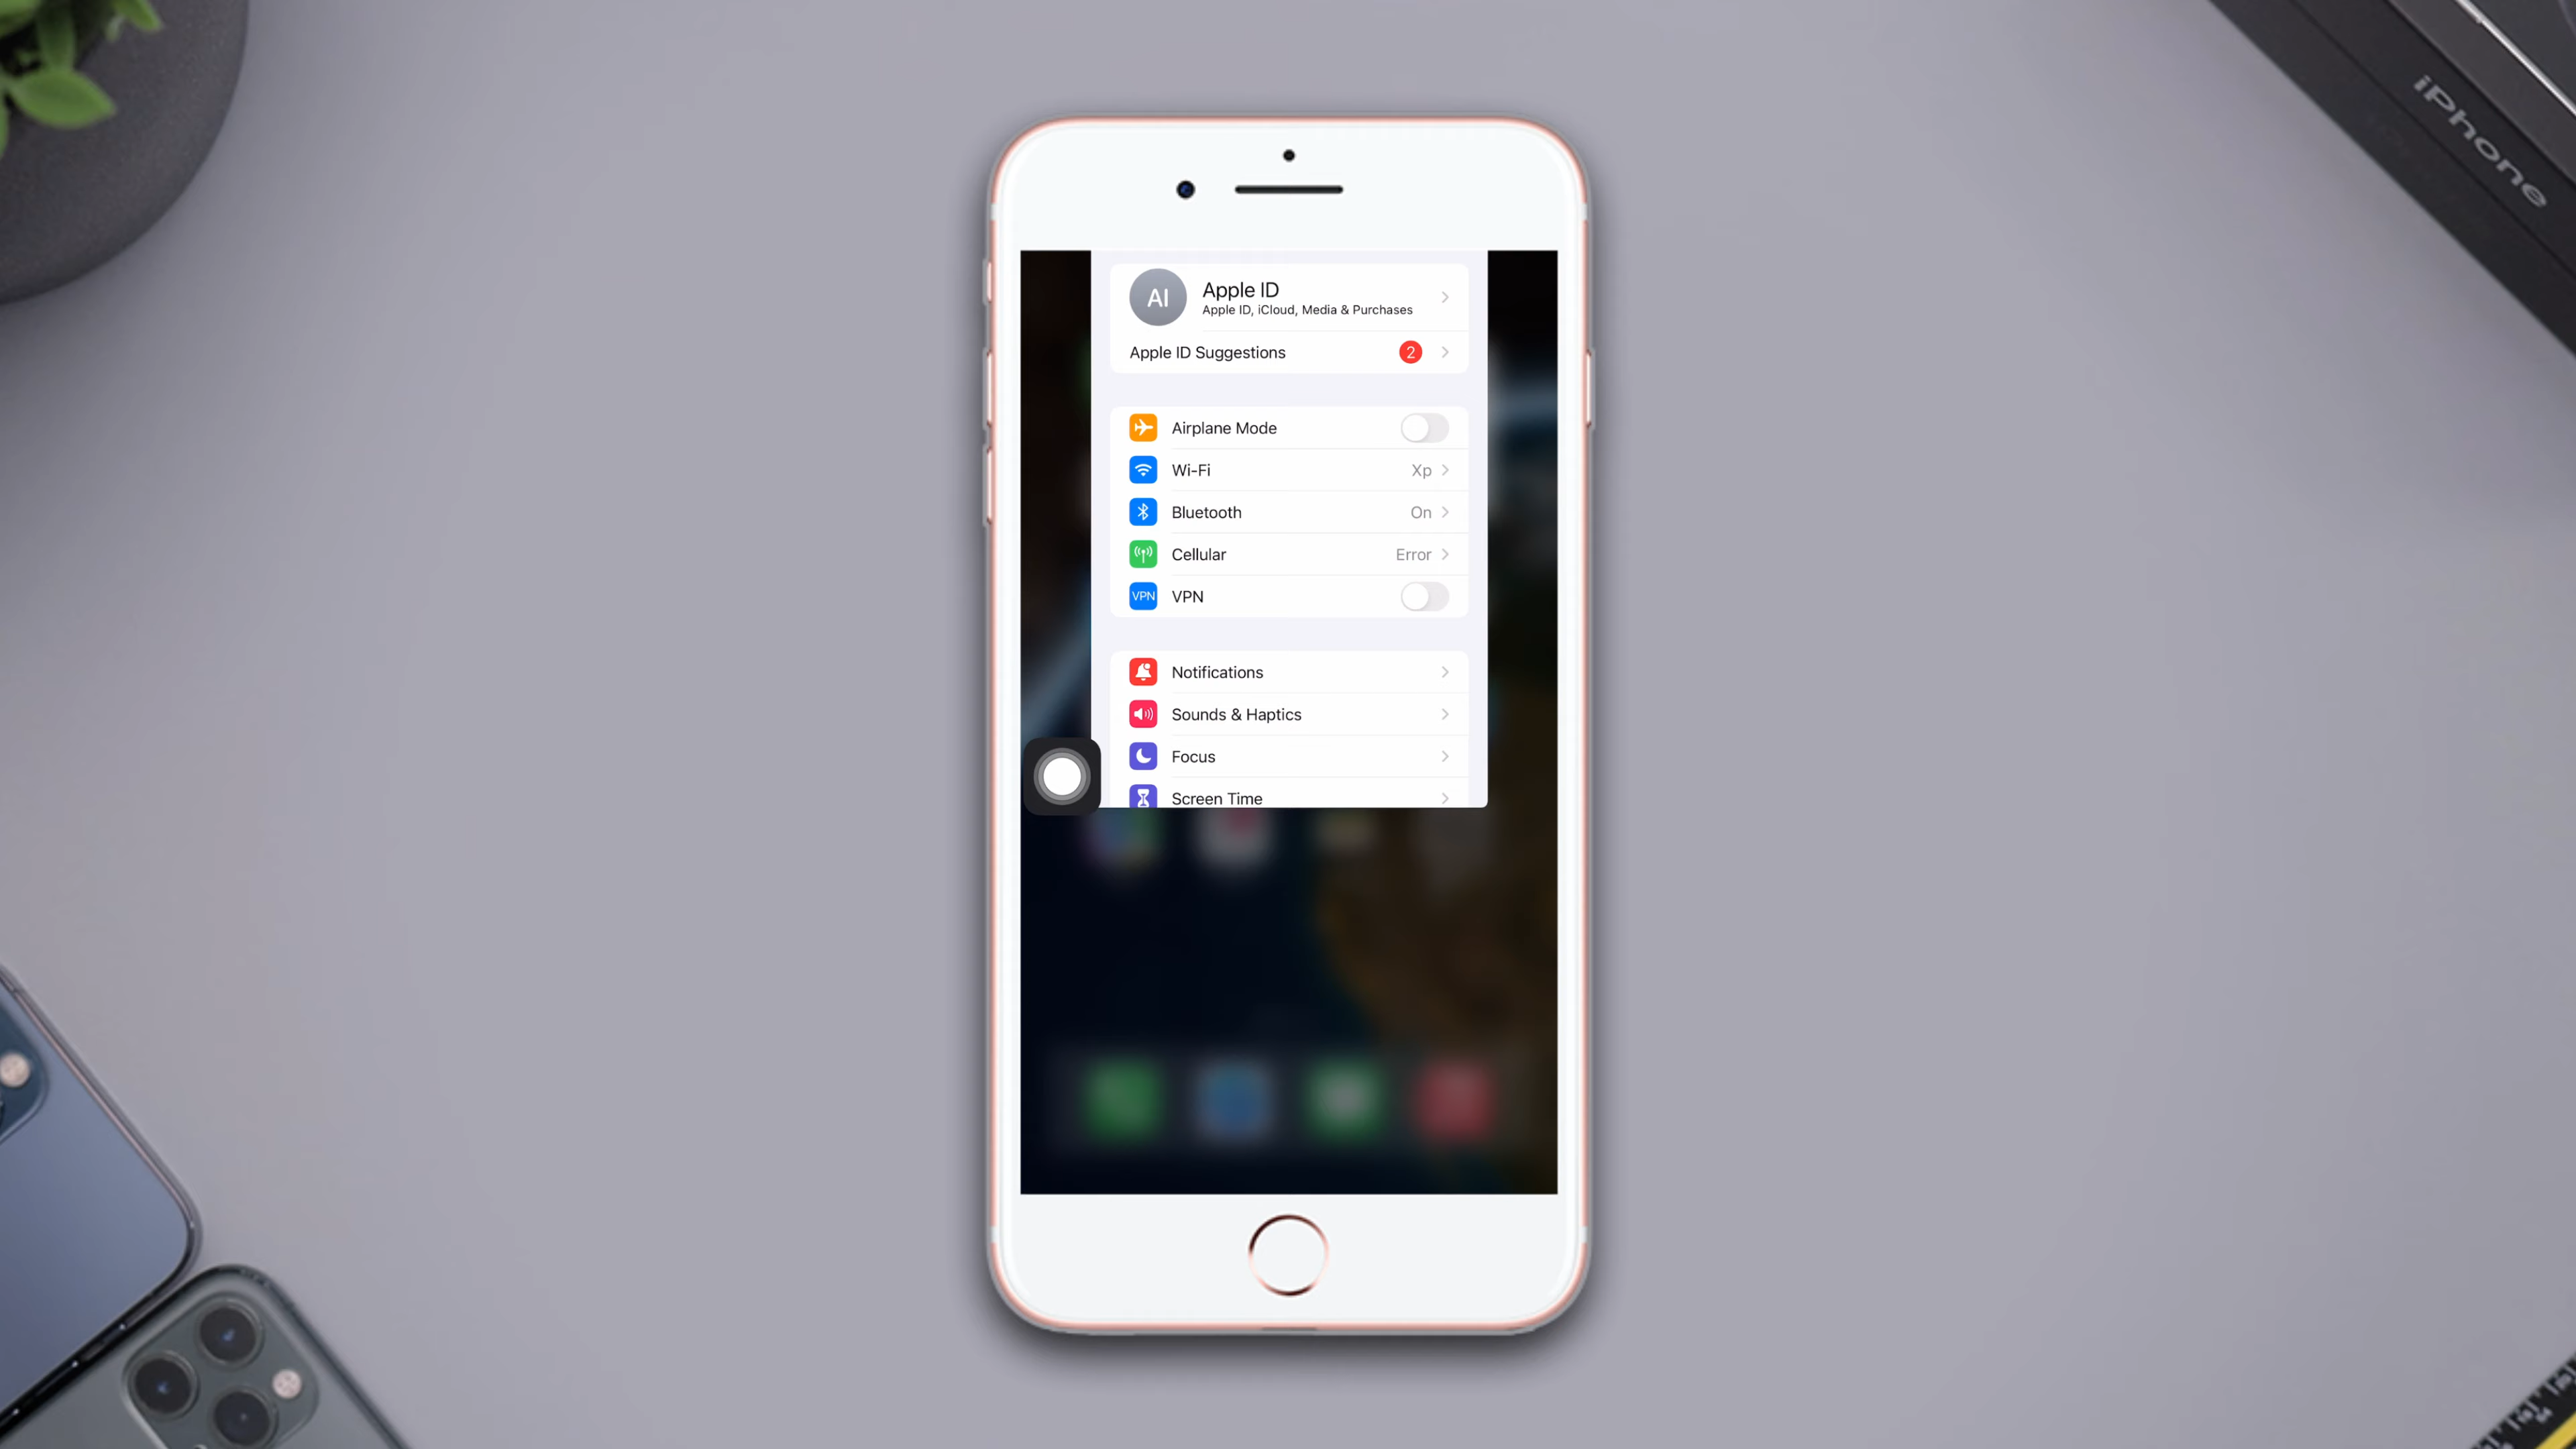 iPhone
AI
Apple ID
Apple ID, iCloud, Media & Purchases
Apple ID Suggestions 2
Airplane Mode
Wi-Fi Xp
Bluetooth On
Cellular Error
VPN VPN
Notifications
Sounds & Haptics
Focus
Screen Time